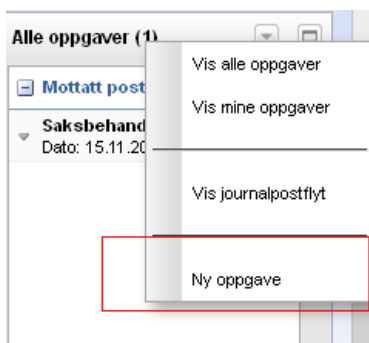 Alle oppgaver (1)
Vis alle oppgaver
Mottatt post
Vis mine oppgaver
Saksbehand
Dato: 15.11.20
Vis journalpostflyt
Ny oppgave